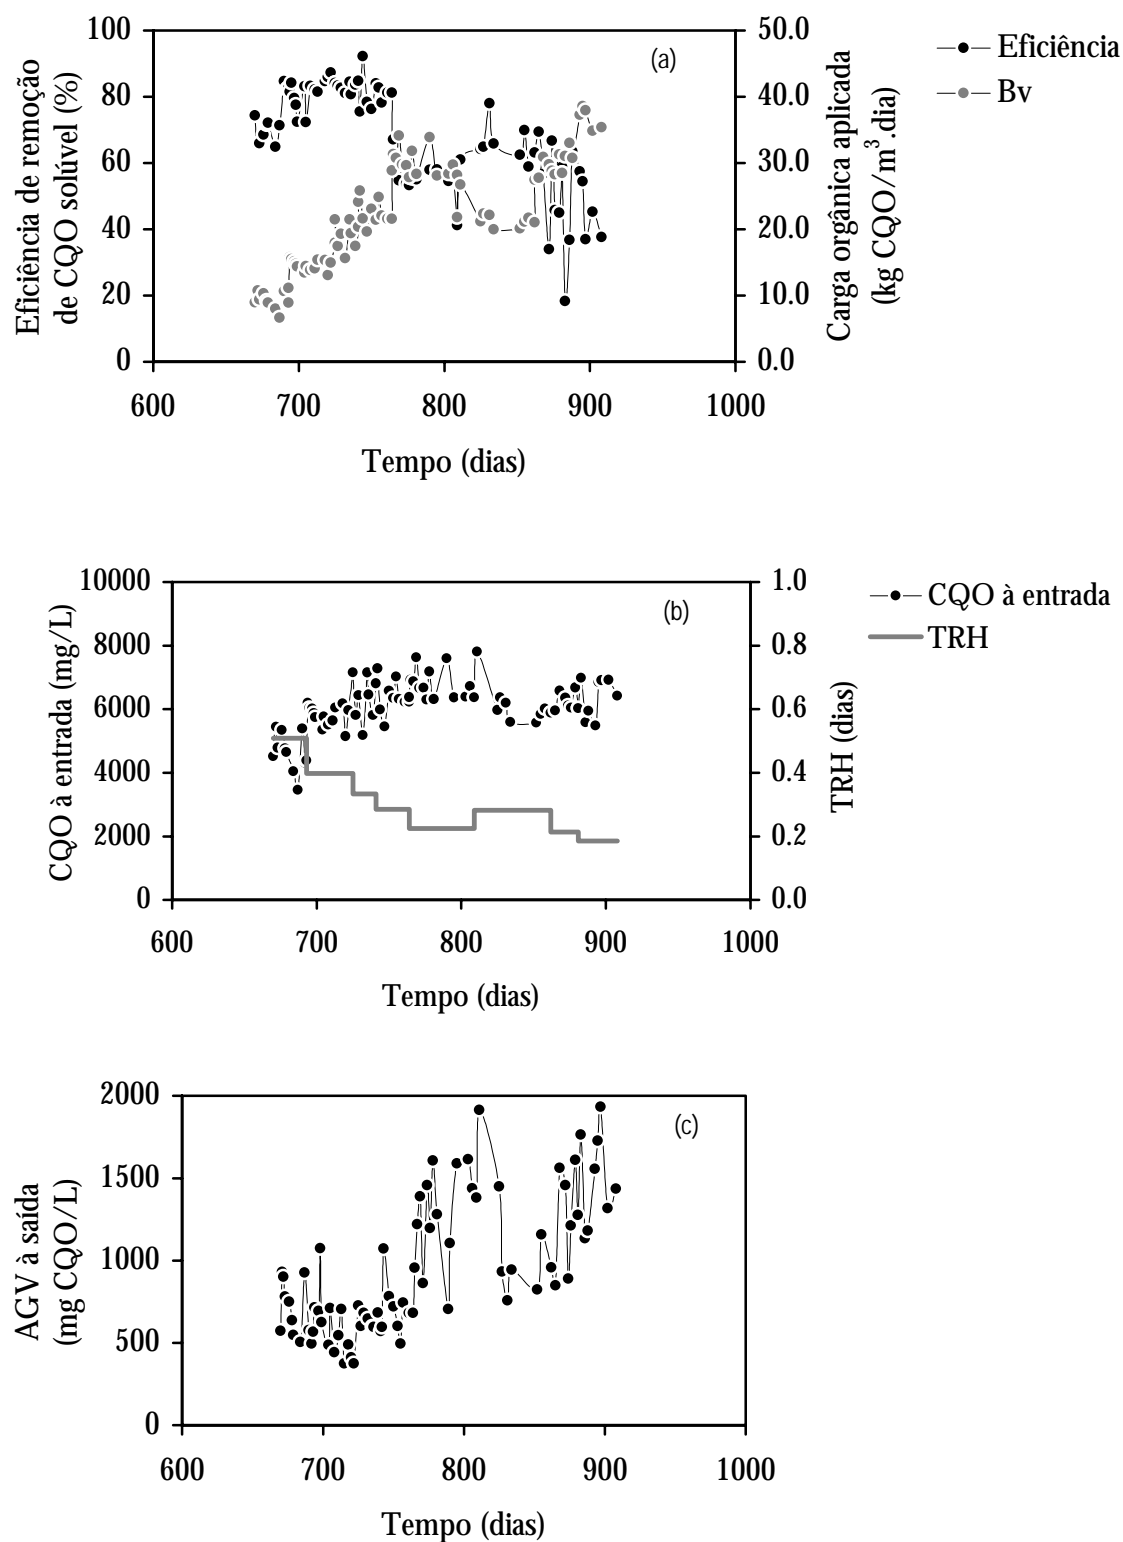 (a)
Eficiência
Bv
Eficiência de remoção
de CQO solúvel (%)
100
80
60
40
20
0
50.0
40.0
30.0
20.0
10.0
0.0
Carga orgânica aplicada
(kg CQO/m³.dia)
600 700 800 900 1000
Tempo (dias)
(b)
CQO à entrada
TRH
CQO à entrada (mg/L)
10000
8000
6000
4000
2000
0
1.0
0.8
0.6
0.4
0.2
0.0
TRH (dias)
600 700 800 900 1000
Tempo (dias)
(c)
AGV à saída
(mg CQO/L)
2000
1500
1000
500
0
600 700 800 900 1000
Tempo (dias)